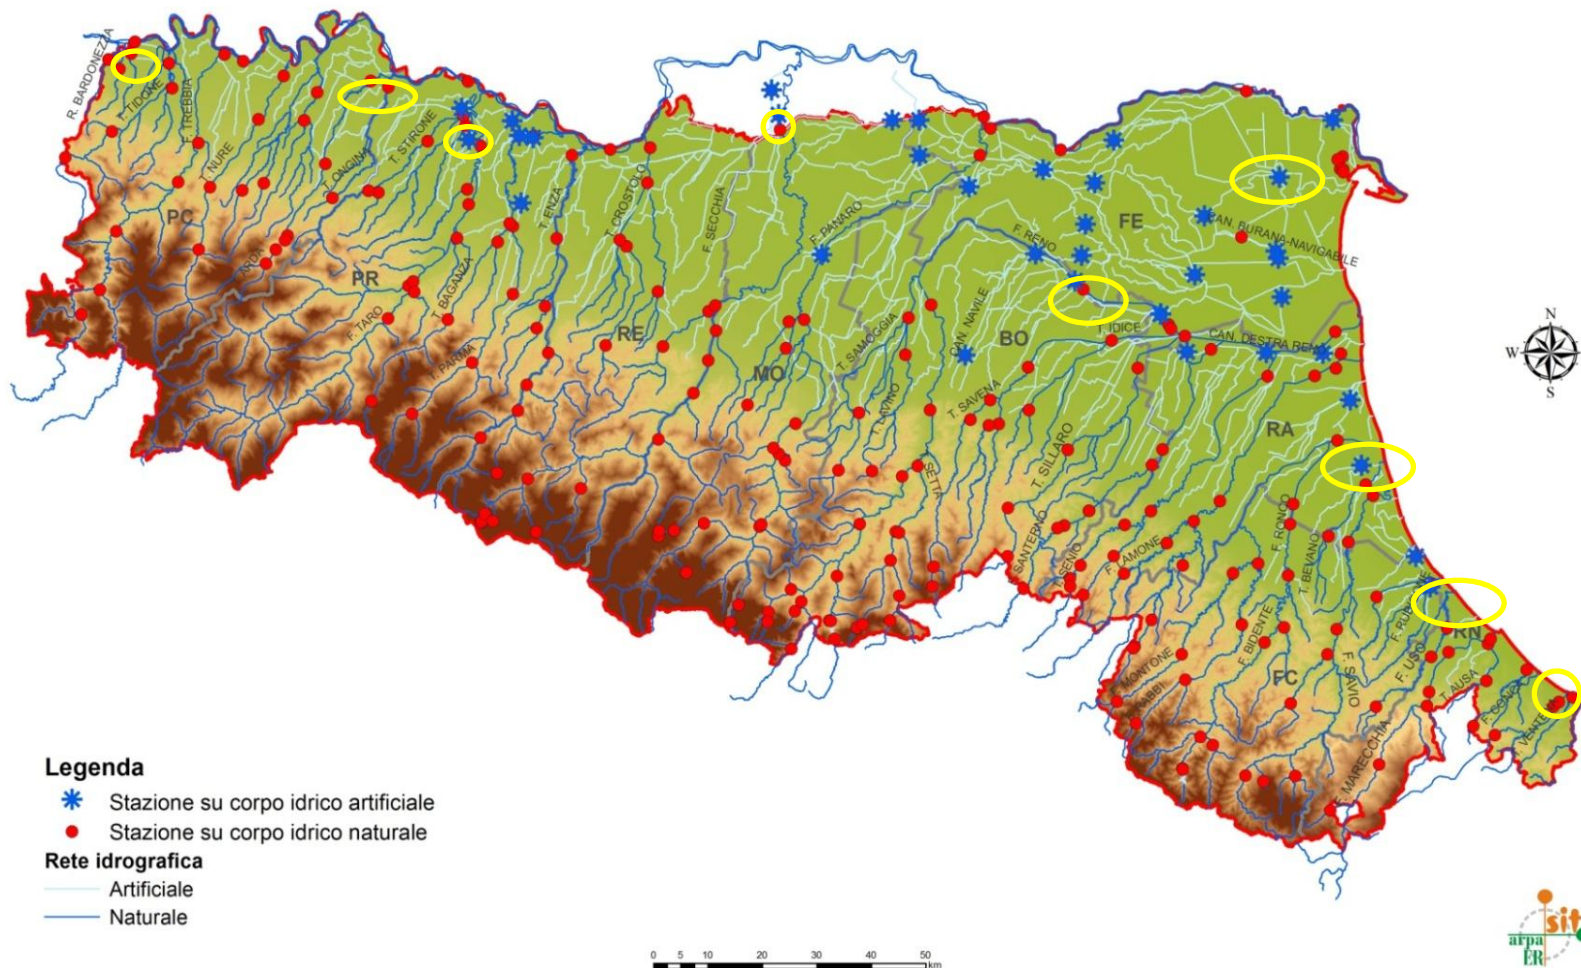 R. BARDONEZZA
T. TIDONE
F. TREBBIA
T. NURE
T. ONGINA
T. STIRONE
ARDA
PC
PR
F. TARO
T. BAGANZA
T. PARMA
T. ENZA
T. CROSTOLO
F. SECCHIA
RE
MO
F. PANARO
T. SAMOGGIA
T. LAVINO
CAN. NAVILE
F. RENO
BO
FE
CAN. BURANA-NAVIGABILE
T. IDICE
CAN. DESTRA RENO
T. SAVENA
T. SETTA
T. SILLARO
RA
T. SANTERNO
T. SENIO
F. LAMONE
F. RONCO
T. BEVANO
F. MONTONE
T. RABBI
F. BIDENTE
FC
F. SAVIO
F. USO
RN
T. AUSA
F. CONCA
T. VENTENA
F. MARECCHIA
N
W
E
S
Legenda
Stazione su corpo idrico artificiale
Stazione su corpo idrico naturale
Rete idrografica
Artificiale
Naturale
0 5 10 20 30 40 50
km
sit
arpa
ER